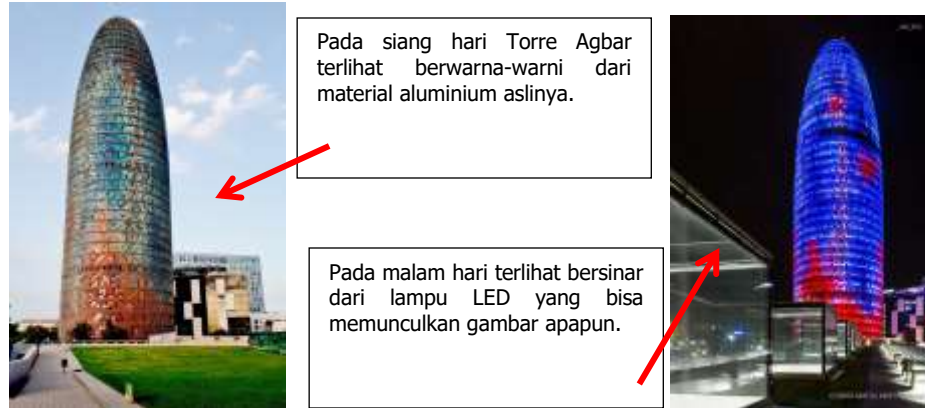 Pada siang hari Torre Agbar
terlihat berwarna-warni dari
material aluminium aslinya.
Pada malam hari terlihat bersinar
dari lampu LED yang bisa
memunculkan gambar apapun.